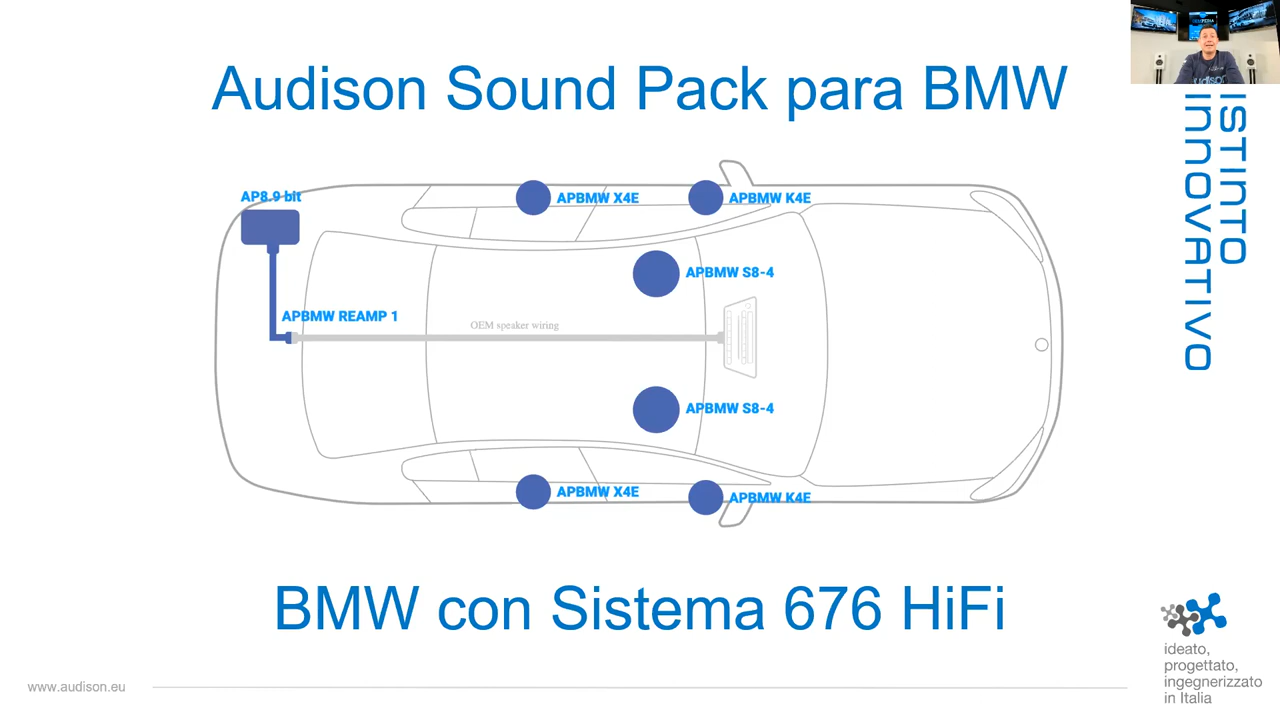 Audison Sound Pack para BMW
ISTINTO
INNOVATIVO
AP8.9 bit
APBMW X4E
APBMW K4E
APBMW S8-4
APBMW REAMP 1
OEM speaker wiring
APBMW S8-4
APBMW X4E
APBMW K4E
BMW con Sistema 676 HiFi
ideato,
progettato,
ingegnerizzato
in Italia
www.audison.eu